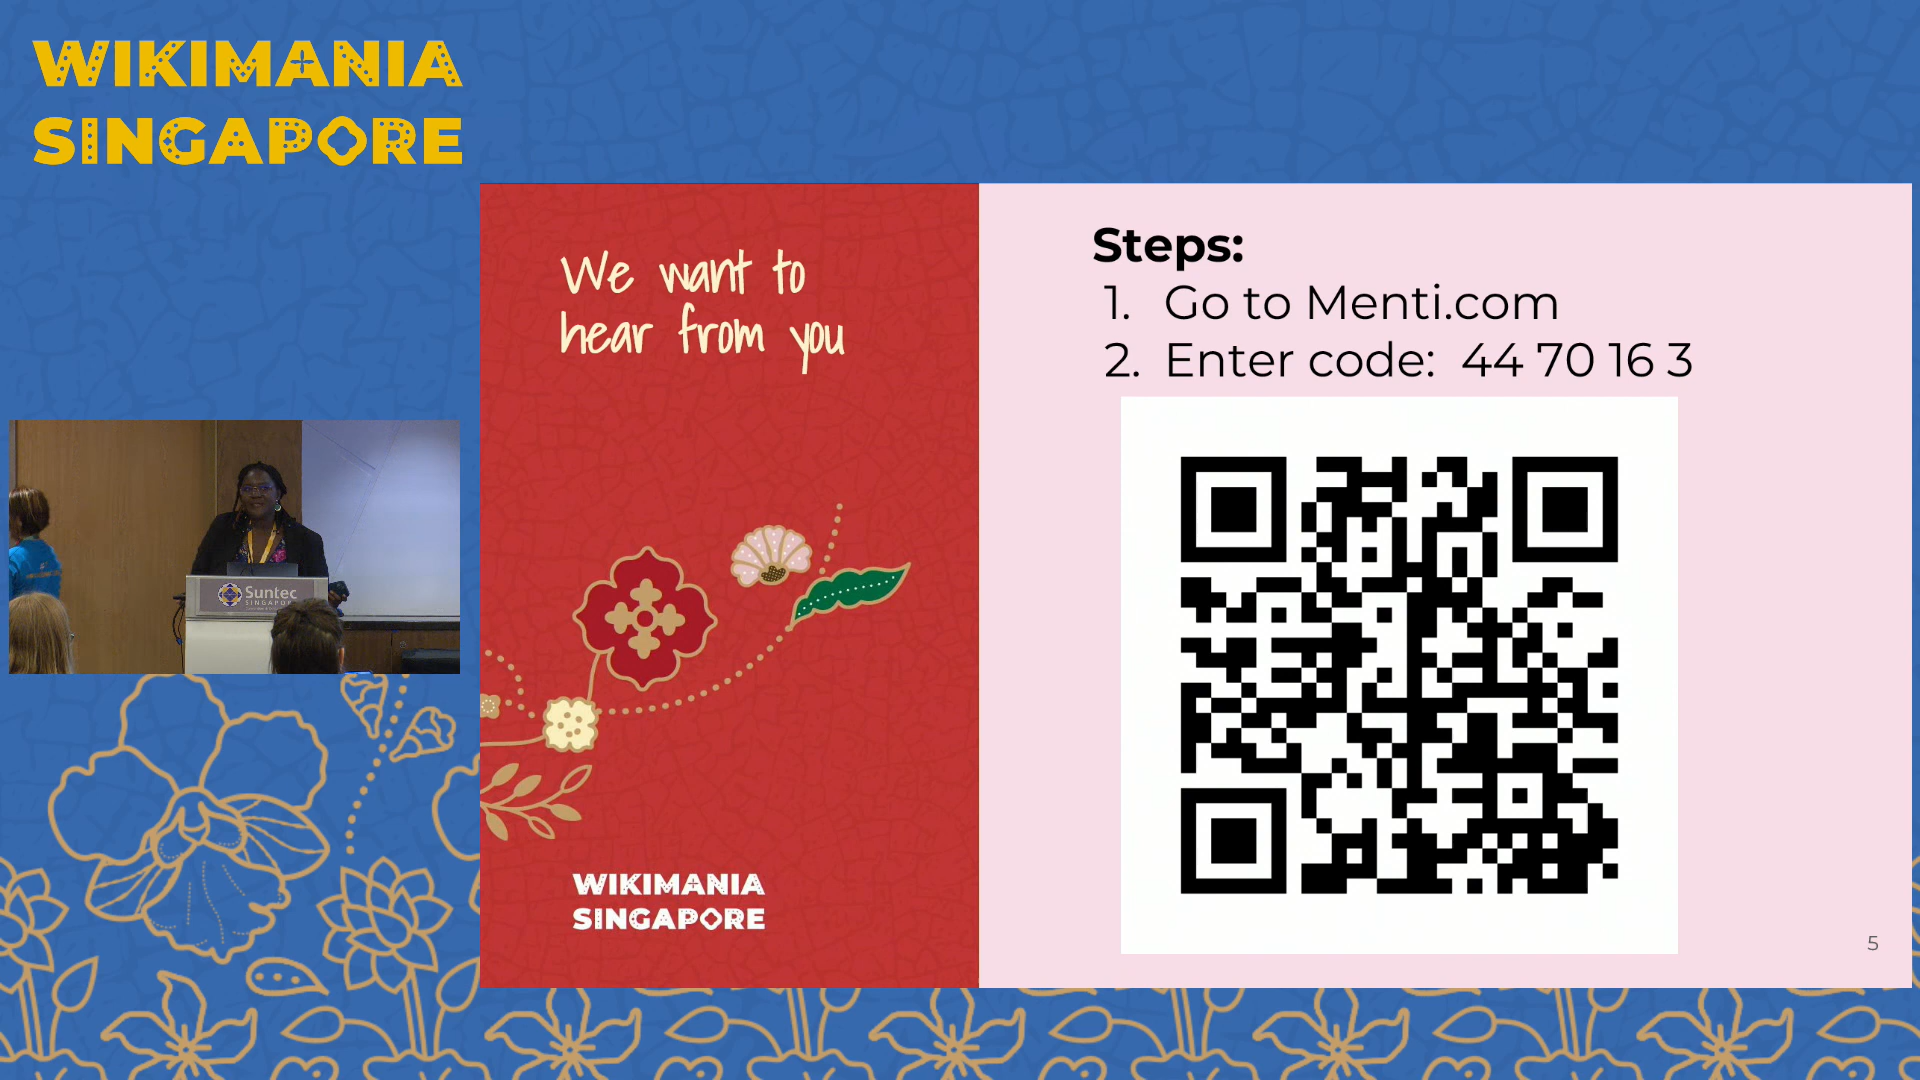 WIKIMANIA
SINGAPORE
We want to
hear from you
WIKIMANIA
SINGAPORE
Steps:
1. Go to Menti.com
2. Enter code: 44 70 16 3
5
Suntec
SINGAPORE